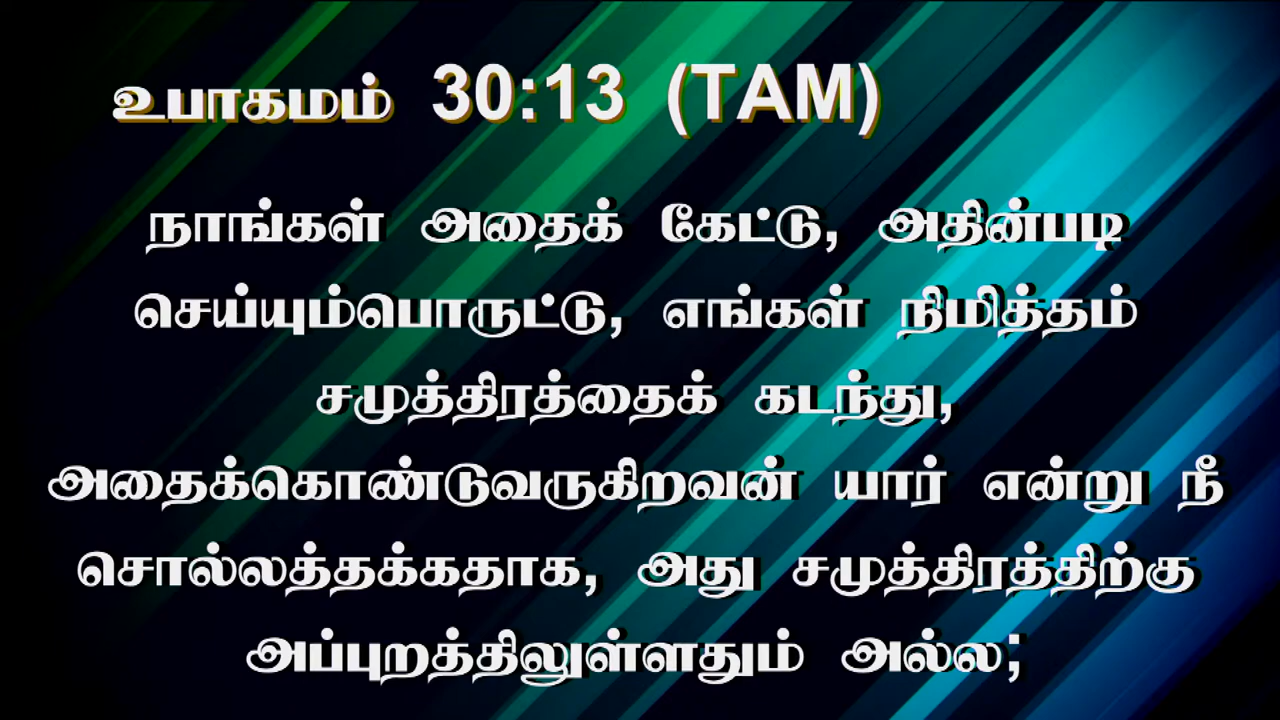 உபாகமம் 30:13 (TAM)
நாங்கள் அதைக் கேட்டு, அதின்படி
செய்யும்பொருட்டு, எங்கள் நிமித்தம்
சமுத்திரத்தைக் கடந்து,
அதைக்கொண்டுவருகிறவன் யார் என்று நீ
சொல்லத்தக்கதாக, அது சமுத்திரத்திற்கு
அப்புறத்திலுள்ளதும் அல்ல;